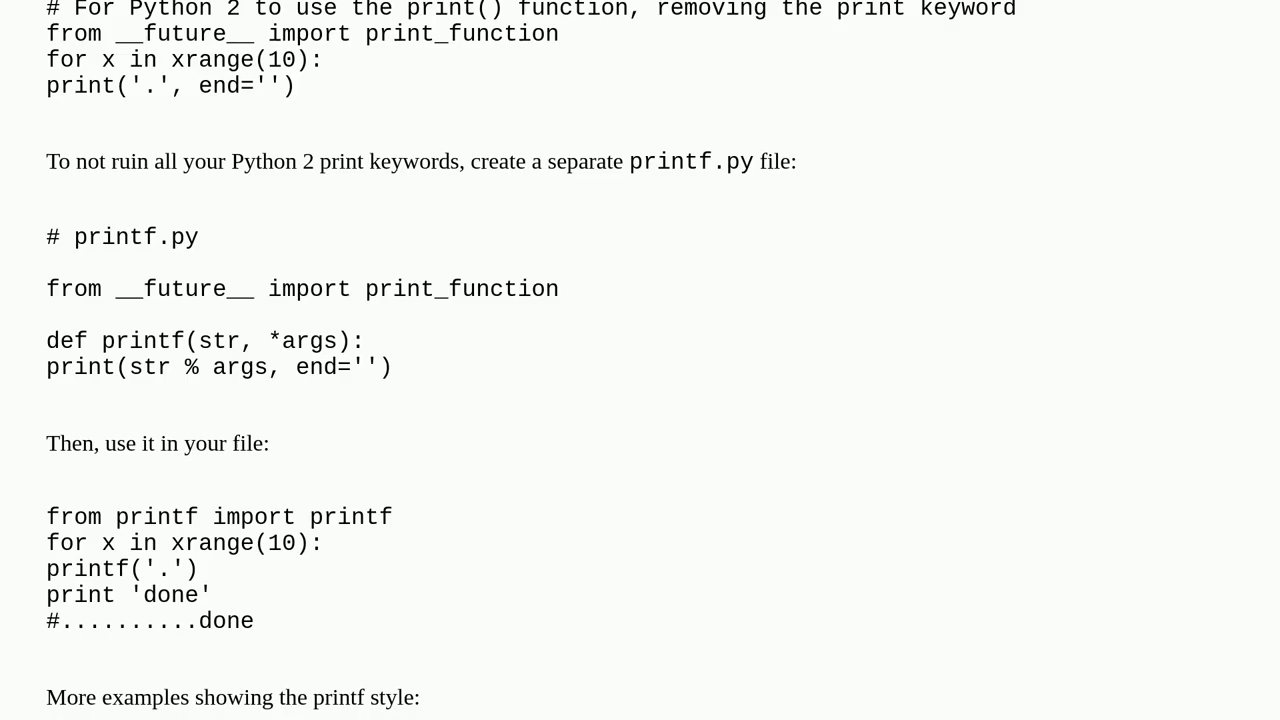 # For Python 2 to use the print() function, removing the print keyword
from __future__ import print_function
for x in xrange(10):
print('.', end='')
To not ruin all your Python 2 print keywords, create a separate printf.py file:
# printf.py
from __future__ import print_function
def printf(str, *args):
print(str % args, end='')
Then, use it in your file:
from printf import printf
for x in xrange(10):
printf('.')
print 'done'
#..........done
More examples showing the printf style: